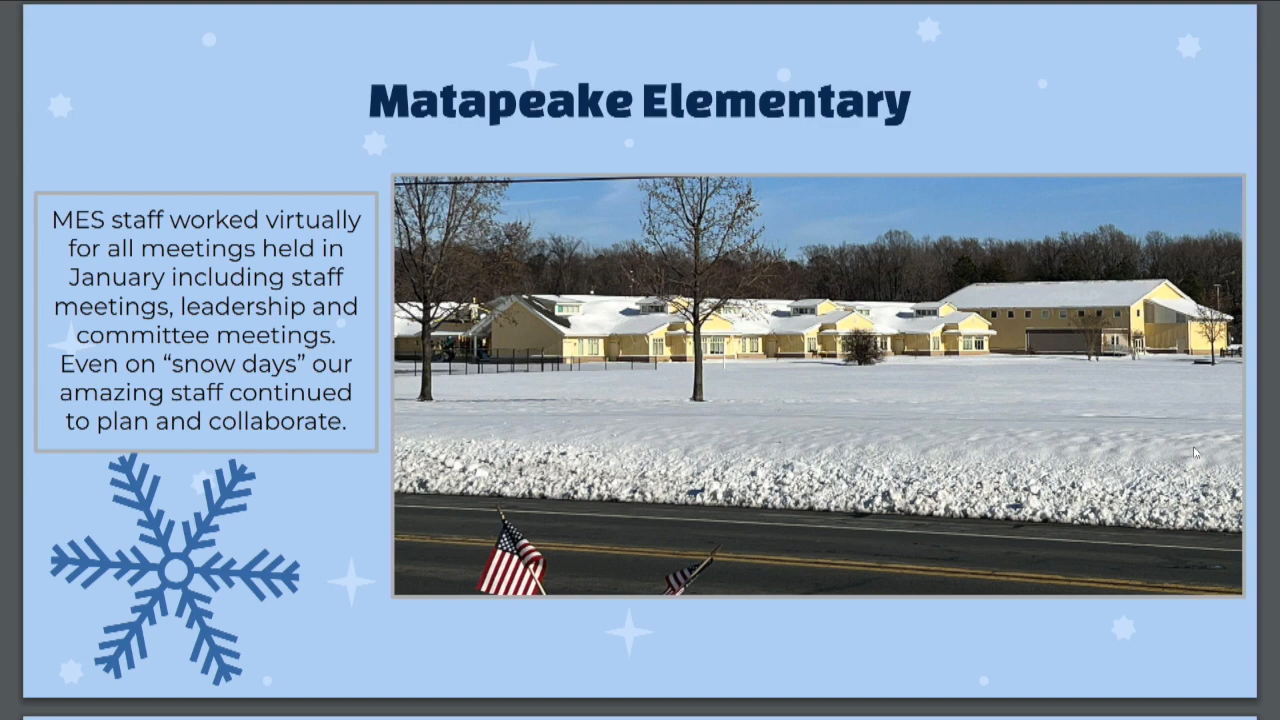 Matapeake Elementary
MES staff worked virtually
for all meetings held in
January including staff
meetings, leadership and
committee meetings.
Even on “snow days” our
amazing staff continued
to plan and collaborate.